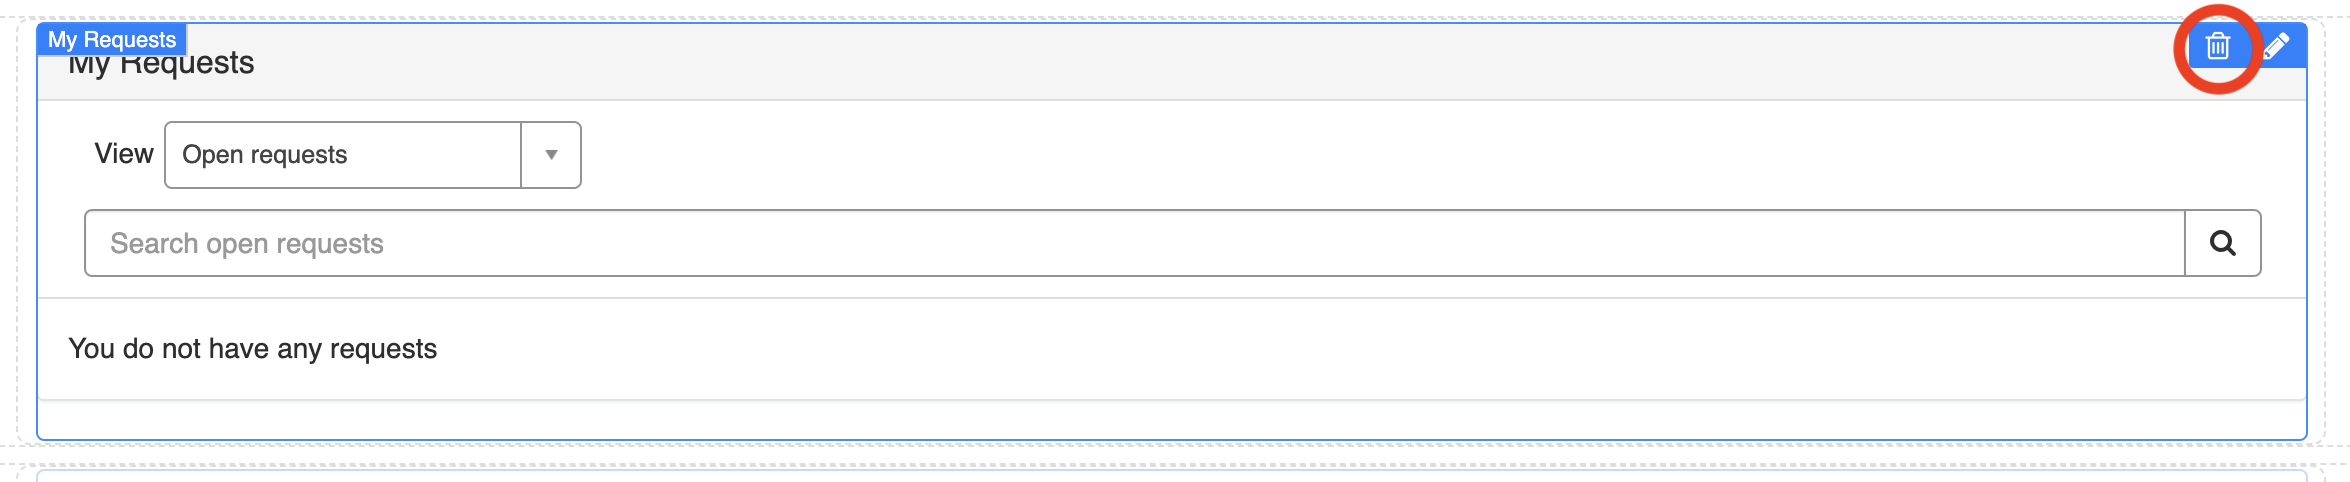 My Requests
My Requests
View Open requests
Search open requests
You do not have any requests